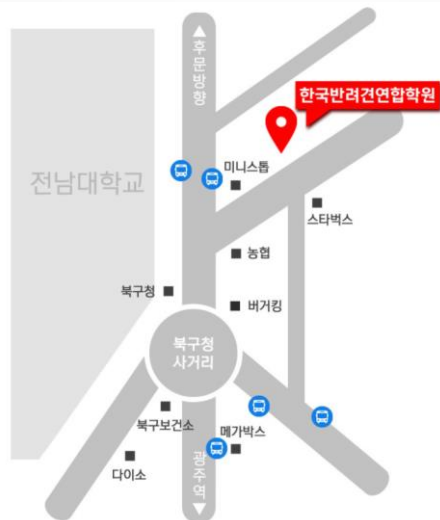 ▲후문방향
한국반려견연합학원
미니스톱
전남대학교
스타벅스
농협
북구청
버거킹
북구청
사거리
북구보건소
메가박스
다이소
광주역▼